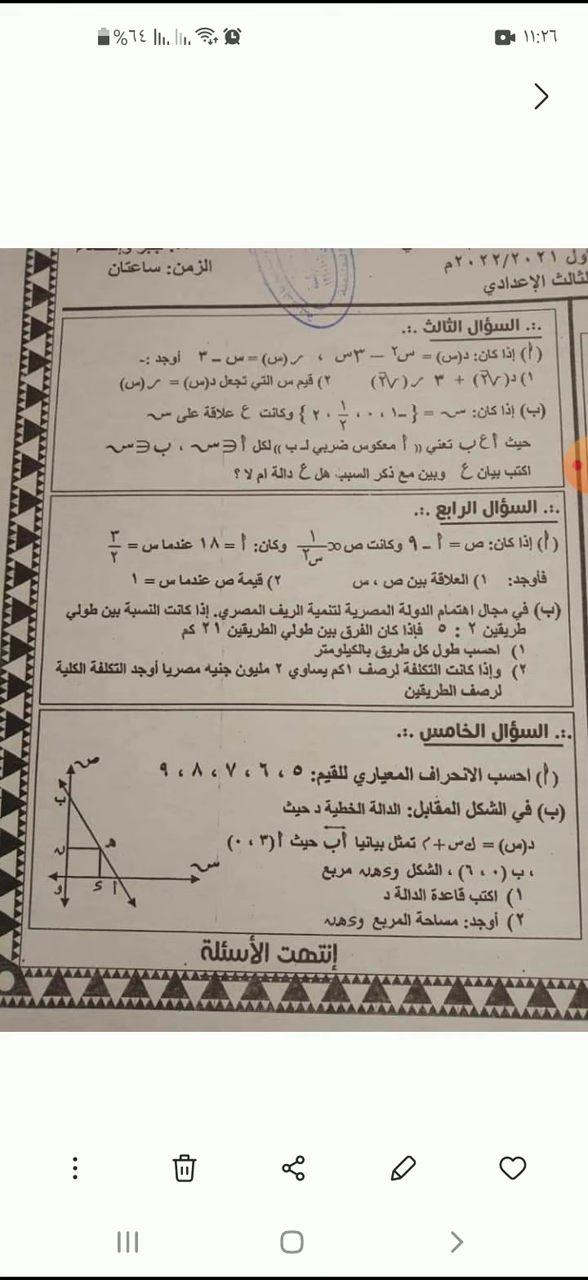 ١١:٢٦
%٦٤
الزمن: ساعتان
٢٠٢٢/٢٠٢١م
الثالث الإعدادي
.:. السؤال الثالث .:.
(أ) إذا كان: د(س) = س٢ – ٣س ، ر(س) = س – ٣ أوجد :-
١) د(√٢) + ٣ ر(√٢) ٢) قيم س التي تجعل د(س) = ر(س)
(ب) إذا كان: س = {-١ ، ٠ ، ١/٢ ، ٢} وكانت ع علاقة على س
حيث أ ع ب تعني (( أ معكوس ضربي لـ ب )) لكل أ ∈ س ، ب ∈ س
اكتب بيان ع وبين مع ذكر السبب هل ع دالة ام لا ؟
.:. السؤال الرابع .:.
(أ) إذا كان: ص = أ – ٩ وكانت ص ∝ ١/س٢ وكان: أ = ١٨ عندما س = ٣/٢
فأوجد: ١) العلاقة بين ص ، س ٢) قيمة ص عندما س = ١
(ب) في مجال اهتمام الدولة المصرية لتنمية الريف المصري. إذا كانت النسبة بين طولي
طريقين ٢ : ٥ فإذا كان الفرق بين طولي الطريقين ٢١ كم
١) احسب طول كل طريق بالكيلومتر
٢) وإذا كانت التكلفة لرصف ١كم يساوي ٢ مليون جنيه مصريا أوجد التكلفة الكلية
لرصف الطريقين
.:. السؤال الخامس .:.
(أ) احسب الانحراف المعياري للقيم: ٥ ، ٦ ، ٧ ، ٨ ، ٩
(ب) في الشكل المقابل: الدالة الخطية د حيث
د(س) = ك س + م تمثل بيانيا أب حيث أ(٣ ، ٠)
، ب(٠ ، ٦) ، الشكل وءهـن مربع
١) اكتب قاعدة الدالة د
٢) أوجد: مساحة المربع وءهـن
ص
ب
هـ
ن
س
و
ء
أ
إنتهت الأسئلة